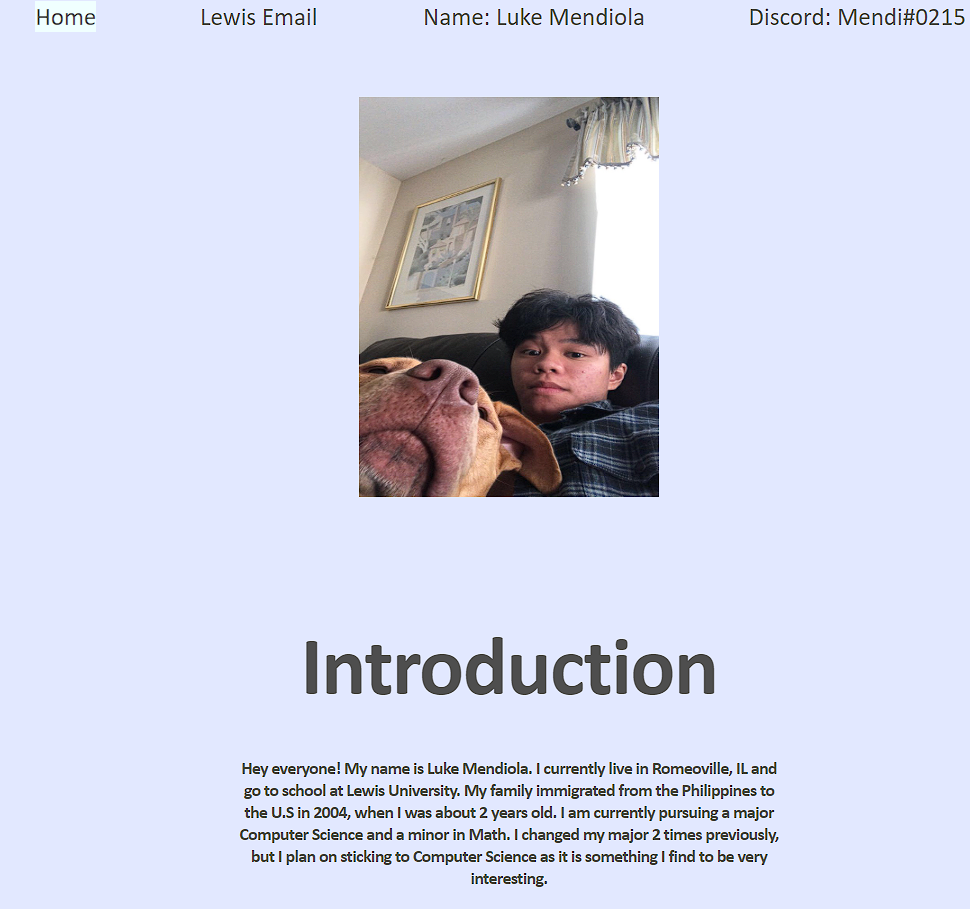 Home Lewis Email Name: Luke Mendiola Discord: Mendi#0215
Introduction
Hey everyone! My name is Luke Mendiola. I currently live in Romeoville, IL and
go to school at Lewis University. My family immigrated from the Philippines to
the U.S in 2004, when I was about 2 years old. I am currently pursuing a major
Computer Science and a minor in Math. I changed my major 2 times previously,
but I plan on sticking to Computer Science as it is something I find to be very
interesting.